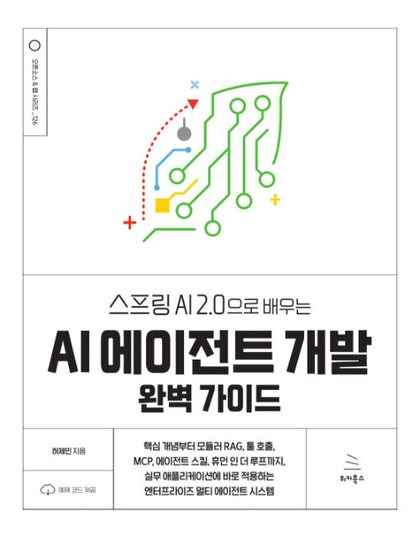 오픈소스 & 웹 시리즈_126
스프링 AI 2.0으로 배우는
AI 에이전트 개발
완벽 가이드
허제민 지음
예제 코드 제공
핵심 개념부터 모듈러 RAG, 툴 호출,
MCP, 에이전트 스킬, 휴먼 인 더 루프까지,
실무 애플리케이션에 바로 적용하는
엔터프라이즈 멀티 에이전트 시스템
위키북스